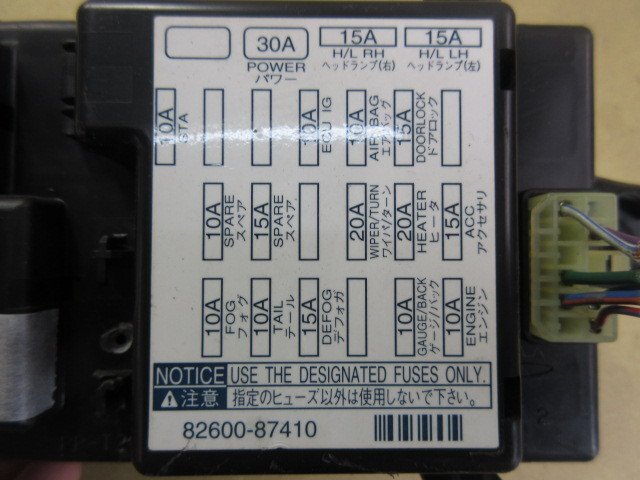 30A 15A 15A
POWER H/L RH H/L LH
パワー ヘッドランプ(右) ヘッドランプ(左)
10A STA
10A ECU IG
10A AIR BAG エアバッグ
15A DOORLOCK ドアロック
10A SPARE スペア
15A SPARE スペア
20A WIPER/TURN ワイパ/ターン
20A HEATER ヒータ
15A ACC アクセサリ
10A FOG フォグ
10A TAIL テール
15A DEFOG デフォガ
10A GAUGE/BACK ゲージ/バック
10A ENGINE エンジン
NOTICE USE THE DESIGNATED FUSES ONLY.
注意 指定のヒューズ以外は使用しないで下さい。
82600-87410